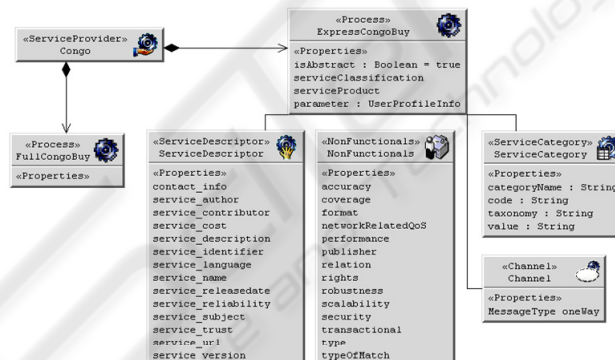 «ServiceProvider»
Congo
«Process»
ExpressCongoBuy
«Properties»
isAbstract : Boolean = true
serviceClassification
serviceProduct
parameter : UserProfileInfo
«Process»
FullCongoBuy
«Properties»
«ServiceDescriptor»
ServiceDescriptor
«Properties»
contact_info
service_author
service_contributor
service_cost
service_description
service_identifier
service_language
service_name
service_releasedate
service_reliability
service_subject
service_trust
service_url
service_version
«NonFunctionals»
NonFunctionals
«Properties»
accuracy
coverage
format
networkRelatedQoS
performance
publisher
relation
rights
robustness
scalability
security
transactional
type
typeOfMatch
«ServiceCategory»
ServiceCategory
«Properties»
categoryName : String
code : String
taxonomy : String
value : String
«Channel»
Channel
«Properties»
MessageType oneWay